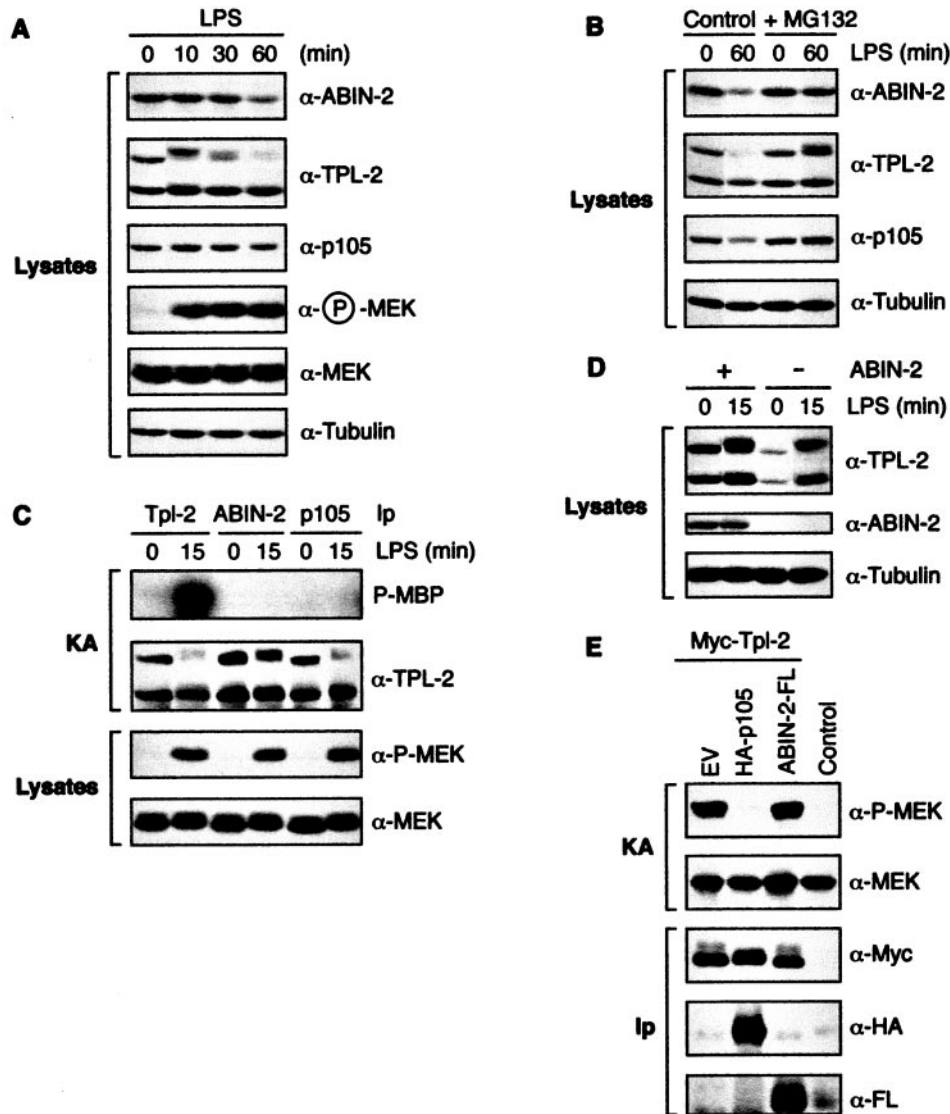 A
LPS
0 10 30 60 (min)
α-ABIN-2
α-TPL-2
α-p105
α-Ⓟ-MEK
α-MEK
α-Tubulin
Lysates
B
Control + MG132
0 60 0 60 LPS (min)
α-ABIN-2
α-TPL-2
α-p105
α-Tubulin
Lysates
C
Tpl-2 ABIN-2 p105 Ip
0 15 0 15 0 15 LPS (min)
P-MBP
α-TPL-2
KA
α-P-MEK
α-MEK
Lysates
D
+ - ABIN-2
0 15 0 15 LPS (min)
α-TPL-2
α-ABIN-2
α-Tubulin
Lysates
E
Myc-Tpl-2
EV
HA-p105
ABIN-2-FL
Control
α-P-MEK
α-MEK
KA
α-Myc
α-HA
α-FL
Ip